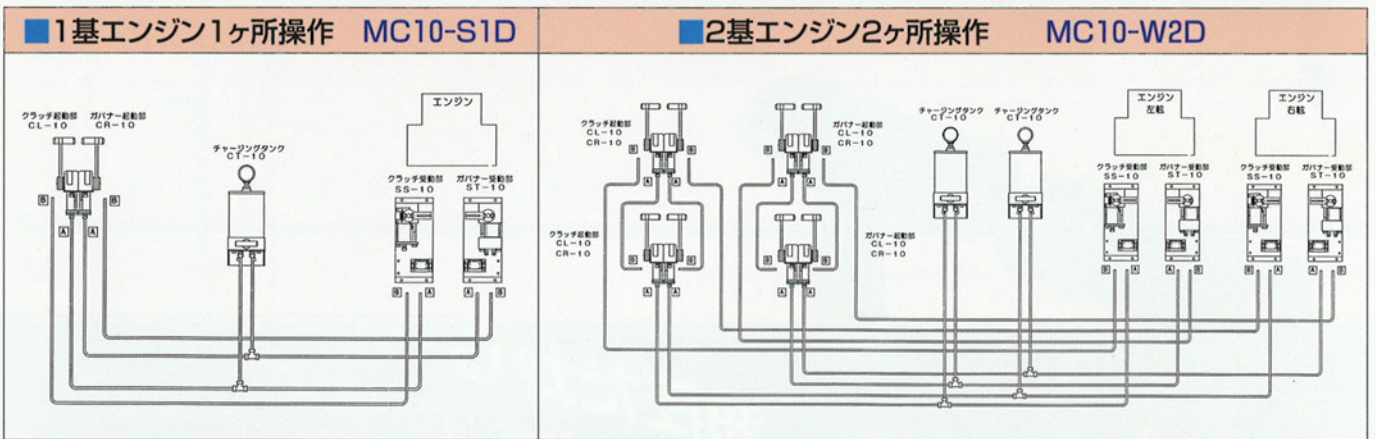 ■1基エンジン1ヶ所操作 MC10-S1D
エンジン
クラッチ起動部
CL-10
ガバナー起動部
CR-10
チャージングタンク
CT-10
クラッチ受動部
SS-10
ガバナー受動部
ST-10
B
B
A
A
B
A
A
B
■2基エンジン2ヶ所操作 MC10-W2D
エンジン
左舷
エンジン
右舷
クラッチ起動部
CL-10
CR-10
ガバナー起動部
CL-10
CR-10
チャージングタンク
CT-10
チャージングタンク
CT-10
クラッチ受動部
SS-10
ガバナー受動部
ST-10
クラッチ受動部
SS-10
ガバナー受動部
ST-10
B
B
B
B
A
A
A
A
クラッチ起動部
CL-10
CR-10
ガバナー起動部
CL-10
CR-10
B
B
B
B
A
A
A
A
B
A
A
B
B
A
A
B